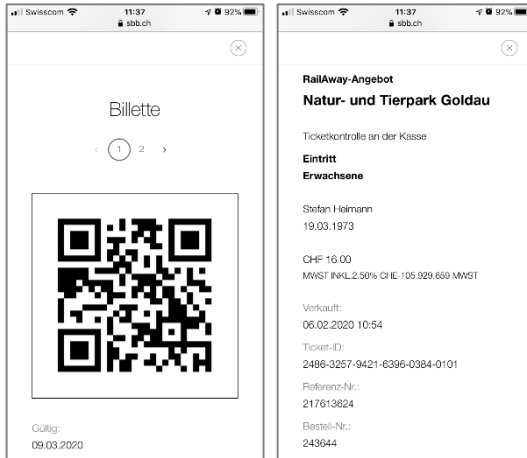 Swisscom
11:37
92%
sbb.ch
Billette
1 2
Gültig:
09.03.2020
Swisscom
11:37
92%
sbb.ch
RailAway-Angebot
Natur- und Tierpark Goldau
Ticketkontrolle an der Kasse
Eintritt
Erwachsene
Stefan Heimann
19.03.1973
CHF 16.00
MWST INKL.2.50% CHE-105.929.659 MWST
Verkauft:
06.02.2020 10:54
Ticket-ID:
2486-3257-9421-6396-0384-0101
Referenz-Nr.:
217613624
Bestell-Nr.:
243644